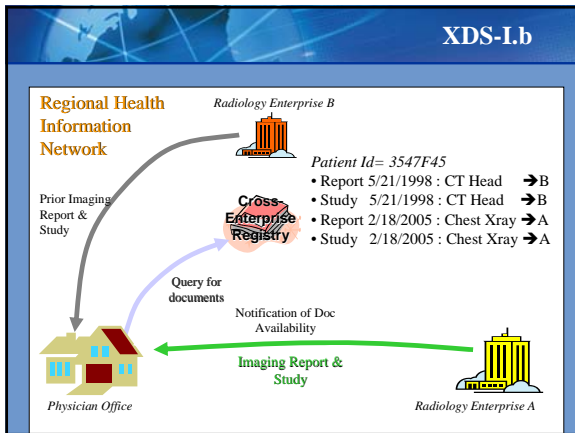 XDS-I.b
Regional Health
Information
Network
Radiology Enterprise B
Patient Id= 3547F45
• Report 5/21/1998 : CT Head ➔B
• Study 5/21/1998 : CT Head ➔B
• Report 2/18/2005 : Chest Xray ➔A
• Study 2/18/2005 : Chest Xray ➔A
Prior Imaging
Report &
Study
Cross-
Enterprise
Registry
Query for
documents
Notification of Doc
Availability
Imaging Report &
Study
Physician Office
Radiology Enterprise A